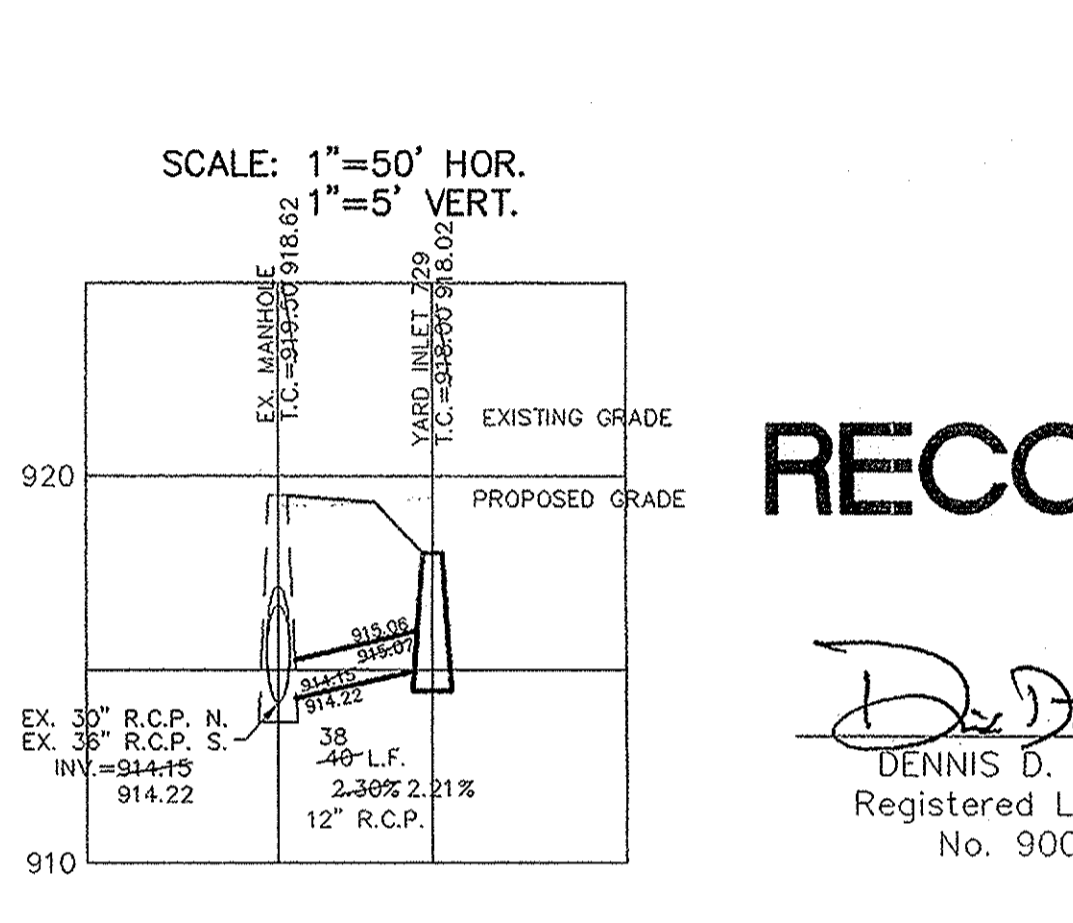 SCALE: 1"=50' HOR.
1"=5' VERT.
EX. MANHOLE
T.C.=919.50 918.62
YARD INLET 729
T.C.=918.00 918.02
EXISTING GRADE
920
PROPOSED GRADE
RECO
915.06
915.07
914.15
914.22
EX. 30" R.C.P. N.
EX. 36" R.C.P. S.
INV.=914.15
914.22
38
40 L.F.
2.30% 2.21%
12" R.C.P.
910
DENNIS D.
Registered L
No. 900